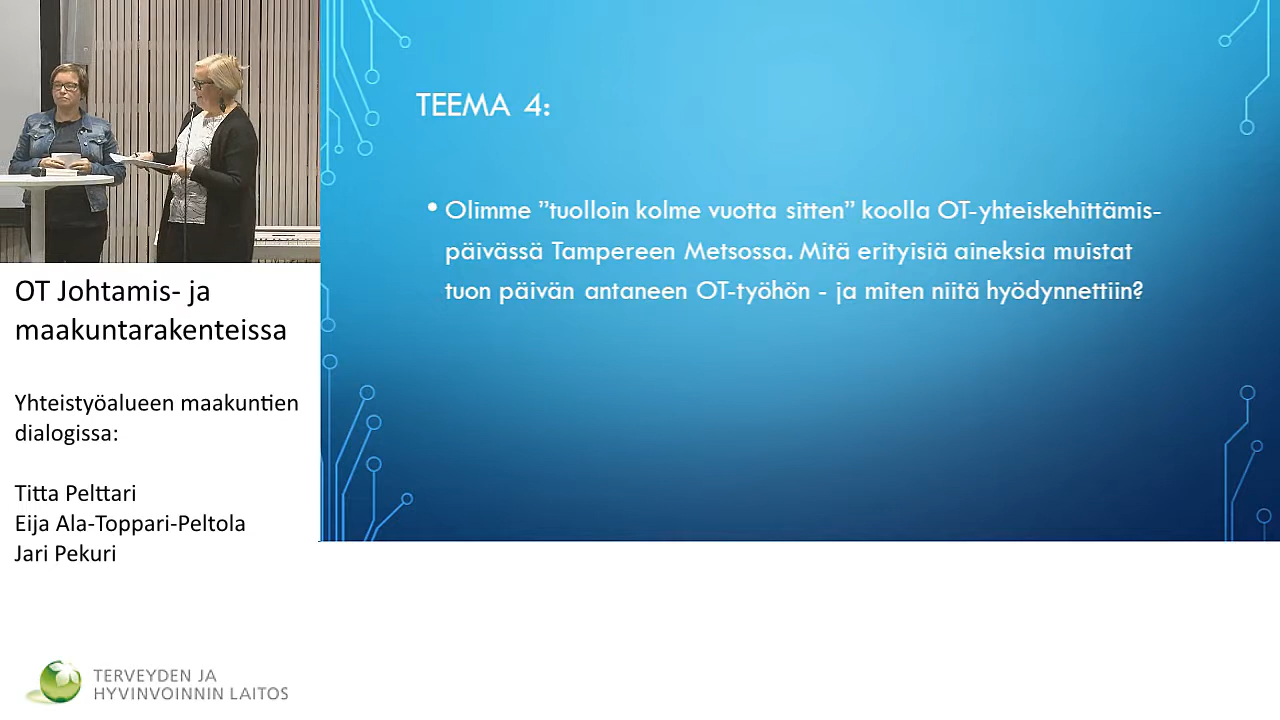 TEEMA 4:
• Olimme ”tuolloin kolme vuotta sitten” koolla OT-yhteiskehittämis-
päivässä Tampereen Metsossa. Mitä erityisiä aineksia muistat
tuon päivän antaneen OT-työhön - ja miten niitä hyödynnettiin?
OT Johtamis- ja
maakuntarakenteissa
Yhteistyöalueen maakuntien
dialogissa:
Titta Pelttari
Eija Ala-Toppari-Peltola
Jari Pekuri
TERVEYDEN JA
HYVINVOINNIN LAITOS